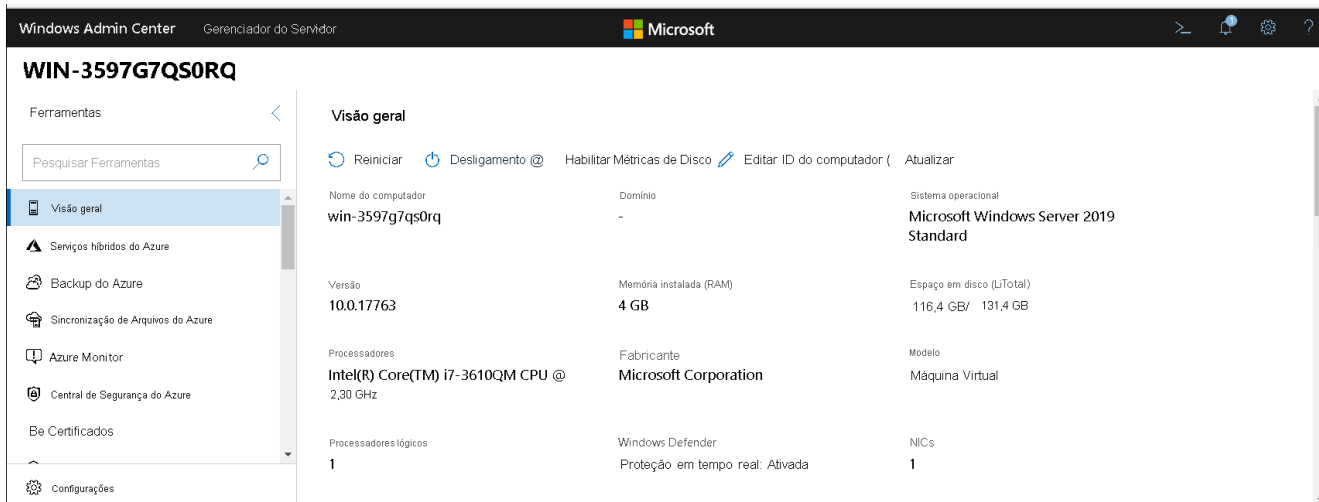 Windows Admin Center Gerenciador do Servidor Microsoft 1
WIN-3597G7QS0RQ
Ferramentas
Pesquisar Ferramentas
Visão geral
Serviços híbridos do Azure
Backup do Azure
Sincronização de Arquivos do Azure
Azure Monitor
Central de Segurança do Azure
Be Certificados
Configurações
Visão geral
Reiniciar Desligamento @ Habilitar Métricas de Disco Editar ID do computador ( Atualizar
Nome do computador Domínio Sistema operacional
win-3597g7qs0rq - Microsoft Windows Server 2019
Standard
Versão Memória instalada (RAM) Espaço em disco (LiTotal)
10.0.17763 4 GB 116,4 GB/ 131,4 GB
Processadores Fabricante Modelo
Intel(R) Core(TM) i7-3610QM CPU @ Microsoft Corporation Máquina Virtual
2,30 GHz
Processadores lógicos Windows Defender NICs
1 Proteção em tempo real: Ativada 1